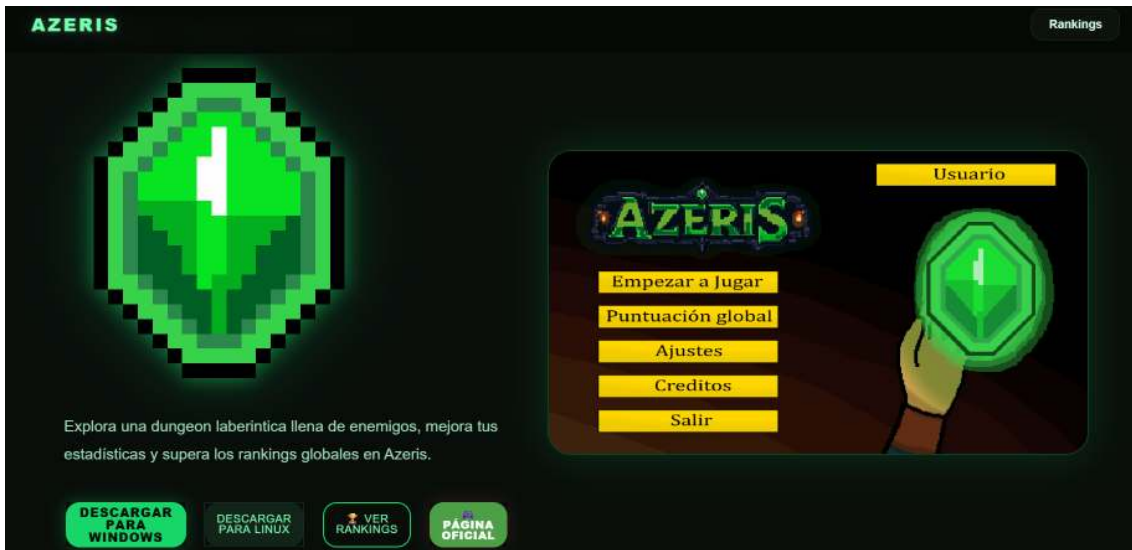 AZERIS
Rankings
Explora una dungeon laberíntica llena de enemigos, mejora tus
estadísticas y supera los rankings globales en Azeris.
DESCARGAR
PARA
WINDOWS
DESCARGAR
PARA LINUX
VER
RANKINGS
PÁGINA
OFICIAL
Usuario
AZERIS
Empezar a Jugar
Puntuación global
Ajustes
Creditos
Salir